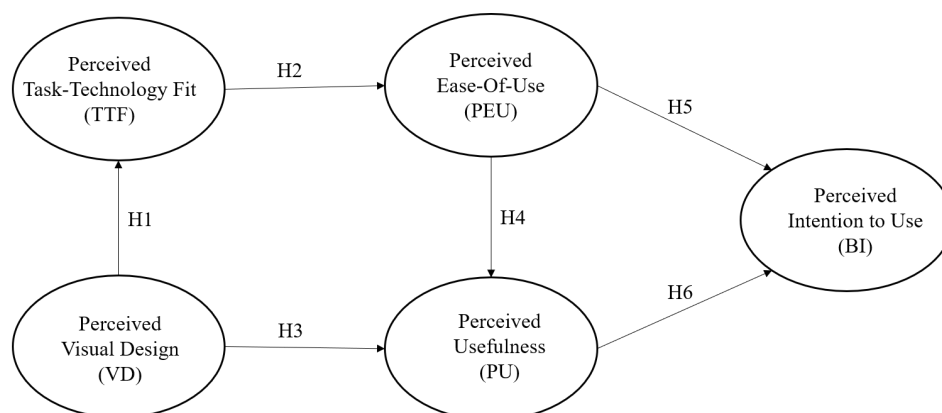 Perceived
Task-Technology Fit
(TTF)
H2
Perceived
Ease-Of-Use
(PEU)
H5
H1
H4
Perceived
Intention to Use
(BI)
Perceived
Visual Design
(VD)
H3
Perceived
Usefulness
(PU)
H6